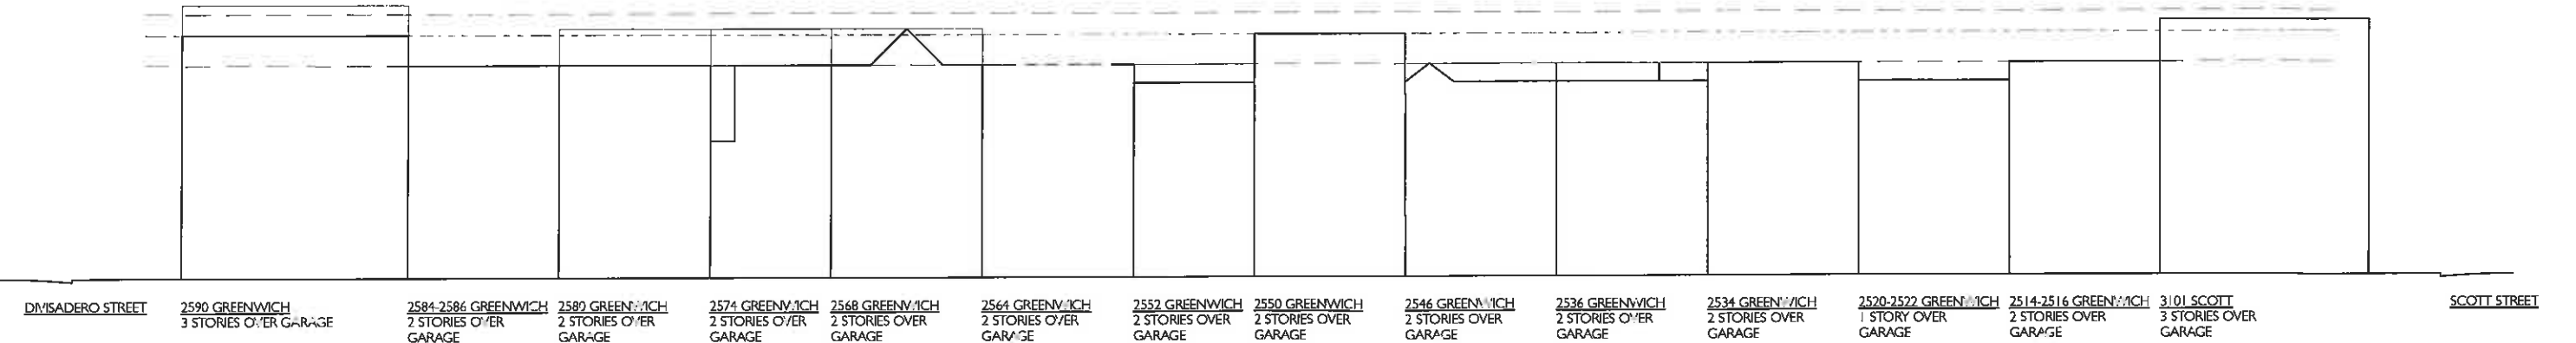 DIVISADERO STREET
2590 GREENWICH
3 STORIES OVER GARAGE
2584-2586 GREENWICH
2 STORIES OVER
GARAGE
2580 GREENWICH
2 STORIES OVER
GARAGE
2574 GREENWICH
2 STORIES OVER
GARAGE
2568 GREENWICH
2 STORIES OVER
GARAGE
2564 GREENWICH
2 STORIES OVER
GARAGE
2552 GREENWICH
2 STORIES OVER
GARAGE
2550 GREENWICH
2 STORIES OVER
GARAGE
2546 GREENWICH
2 STORIES OVER
GARAGE
2536 GREENWICH
2 STORIES OVER
GARAGE
2534 GREENWICH
2 STORIES OVER
GARAGE
2520-2522 GREENWICH
1 STORY OVER
GARAGE
2514-2516 GREENWICH
2 STORIES OVER
GARAGE
3101 SCOTT
3 STORIES OVER
GARAGE
SCOTT STREET